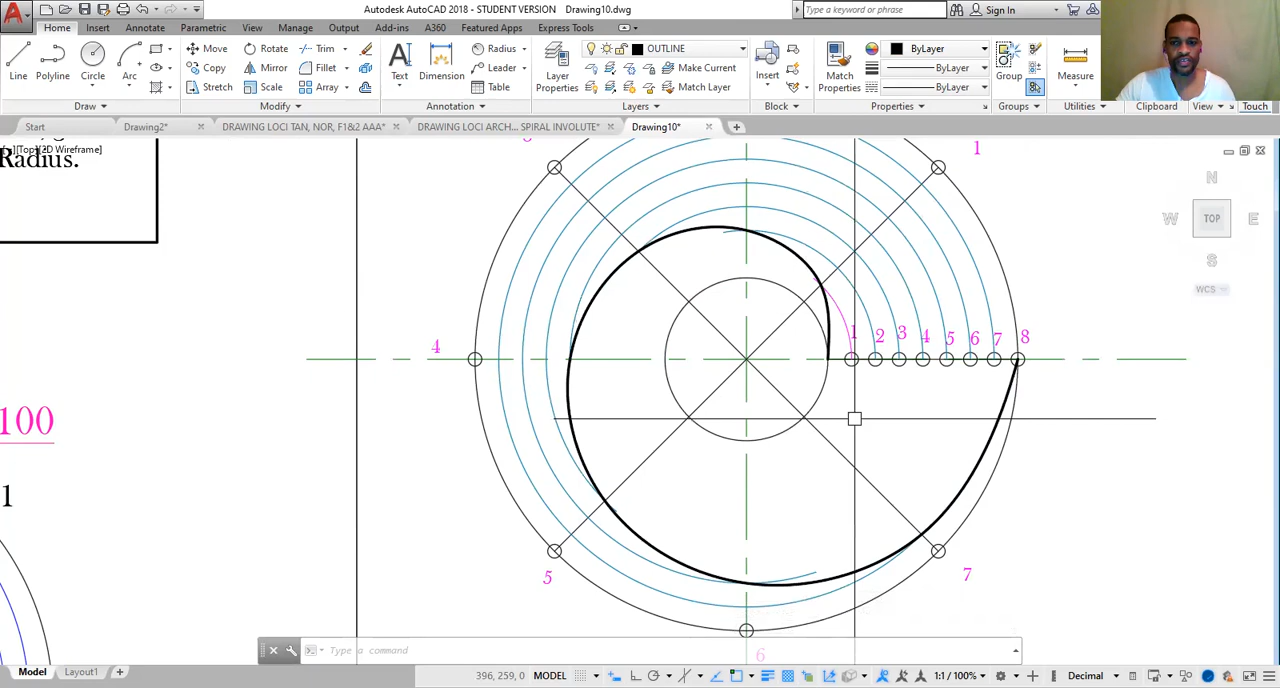 Autodesk AutoCAD 2018 - STUDENT VERSION Drawing10.dwg
Type a keyword or phrase
Sign In
Home Insert Annotate Parametric View Manage Output Add-ins A360 Featured Apps Express Tools
Line Polyline Circle Arc
Move Rotate Trim
Copy Mirror Fillet
Stretch Scale Array
Text Dimension
Radius
Leader
Table
Layer Properties
OUTLINE
Make Current
Match Layer
Insert
Match Properties
ByLayer
ByLayer
ByLayer
Group
Measure
Draw Modify Annotation Layers Block Properties Groups Utilities Clipboard View Touch
Start Drawing2* DRAWING LOCI TAN, NOR, F1&2 AAA* DRAWING LOCI ARCH... SPIRAL INVOLUTE* Drawing10*
[Top][2D Wireframe]
Radius.
1
N
W TOP E
S
WCS
1 2 3 4 5 6 7 8
4
100
1
5
7
6
Type a command
Model Layout1
396, 259, 0 MODEL 1:1 / 100% Decimal